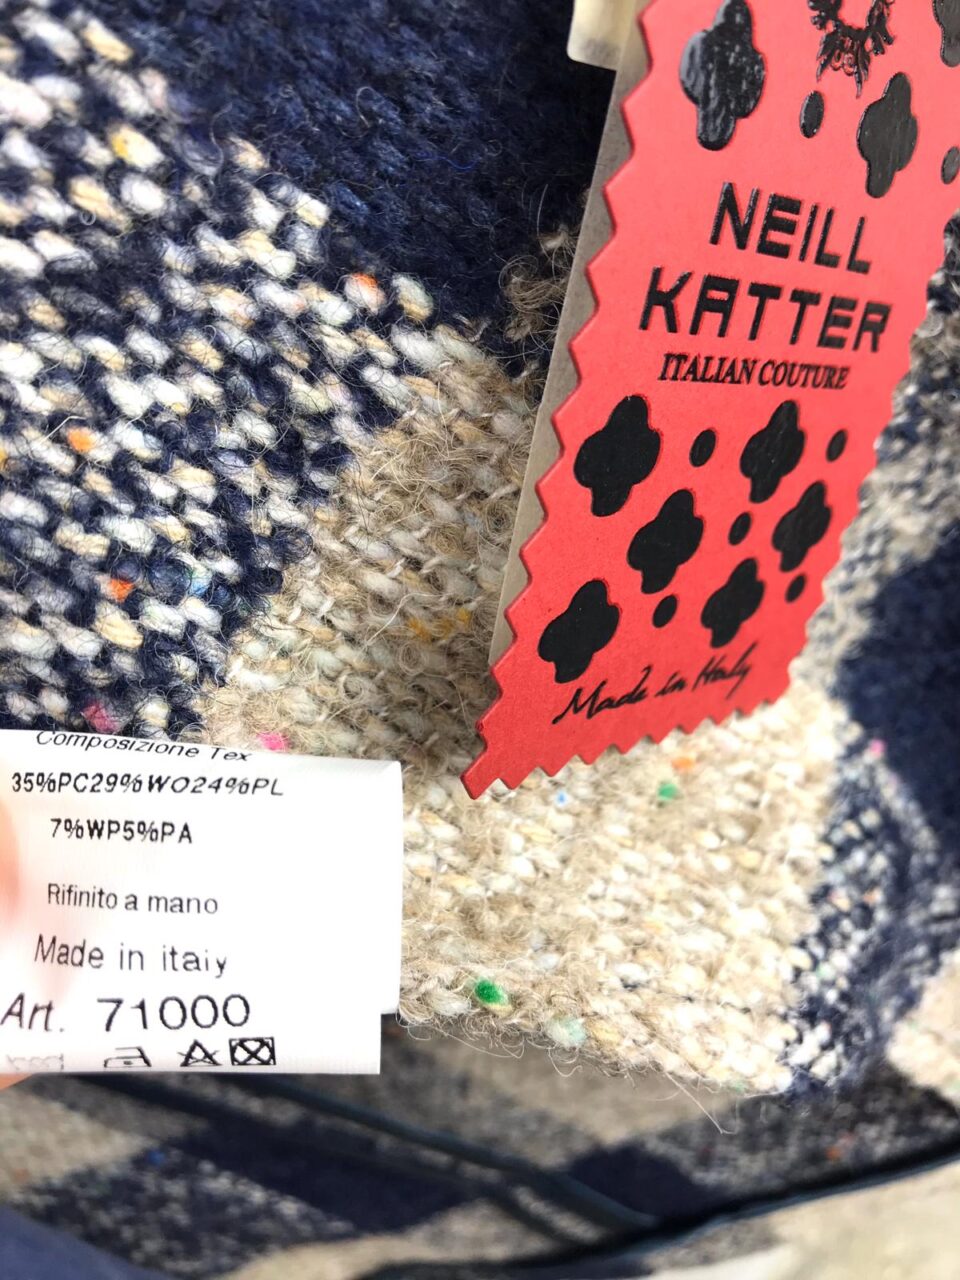 NEILL
KATTER
ITALIAN COUTURE
Made in Italy
Composizione Tex
35%PC29%WO24%PL
7%WP5%PA
Rifinito a mano
Made in italy
Art. 71000